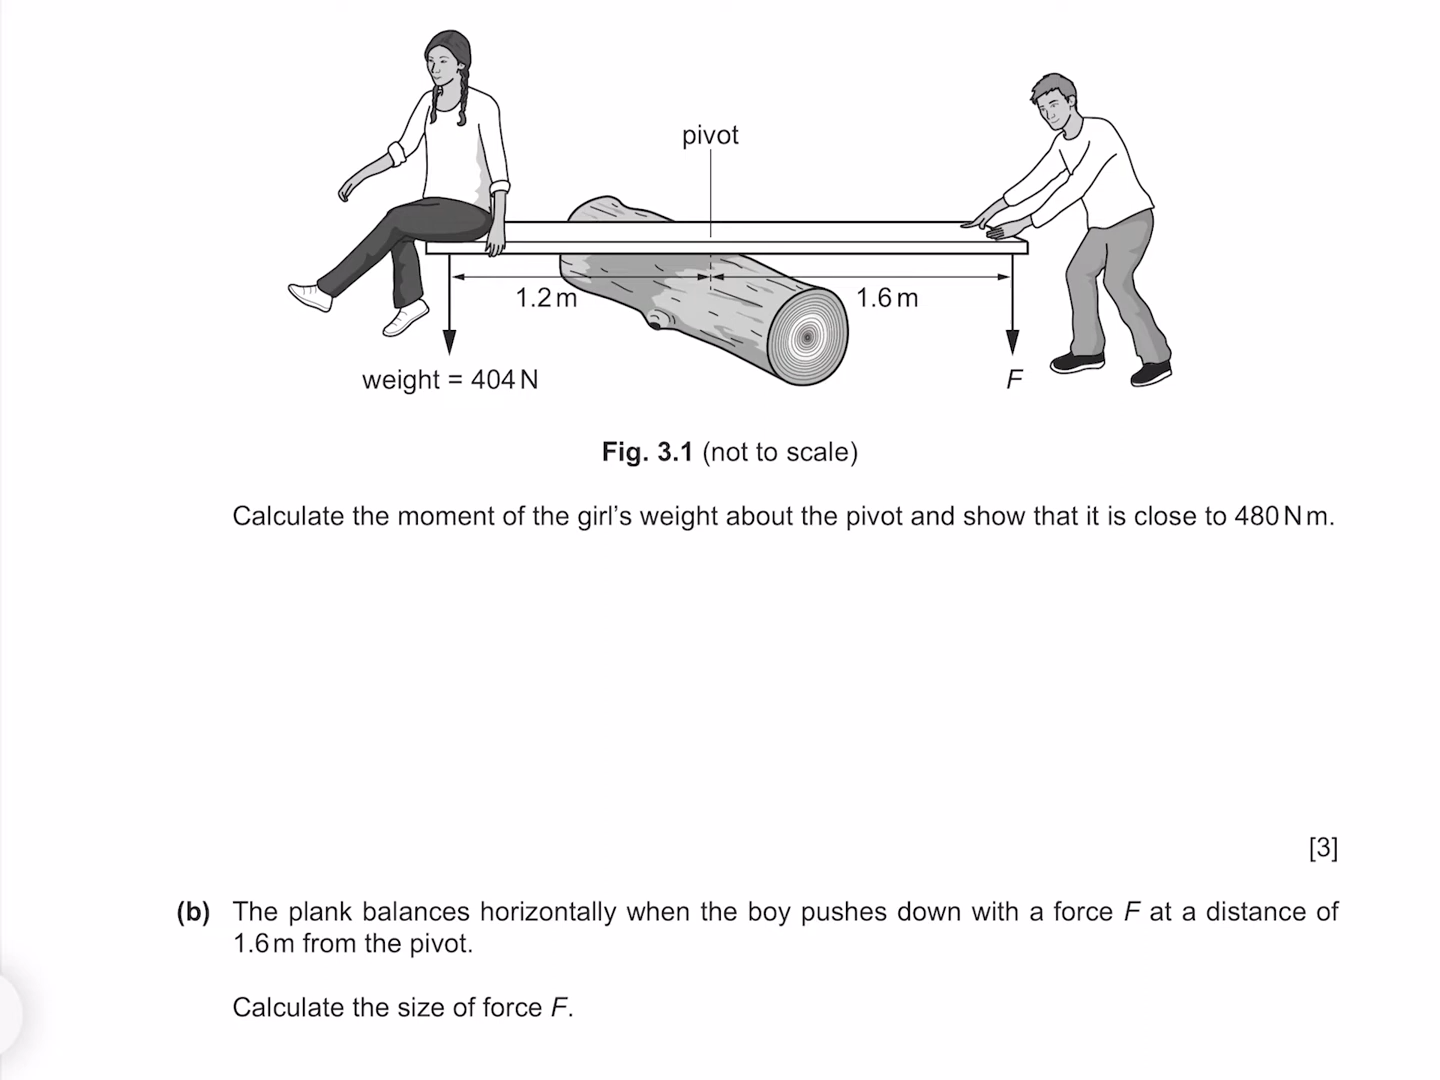 pivot
1.2 m
1.6 m
weight = 404 N
F
Fig. 3.1 (not to scale)
Calculate the moment of the girl’s weight about the pivot and show that it is close to 480 N m.
[3]
(b) The plank balances horizontally when the boy pushes down with a force F at a distance of
1.6 m from the pivot.
Calculate the size of force F.